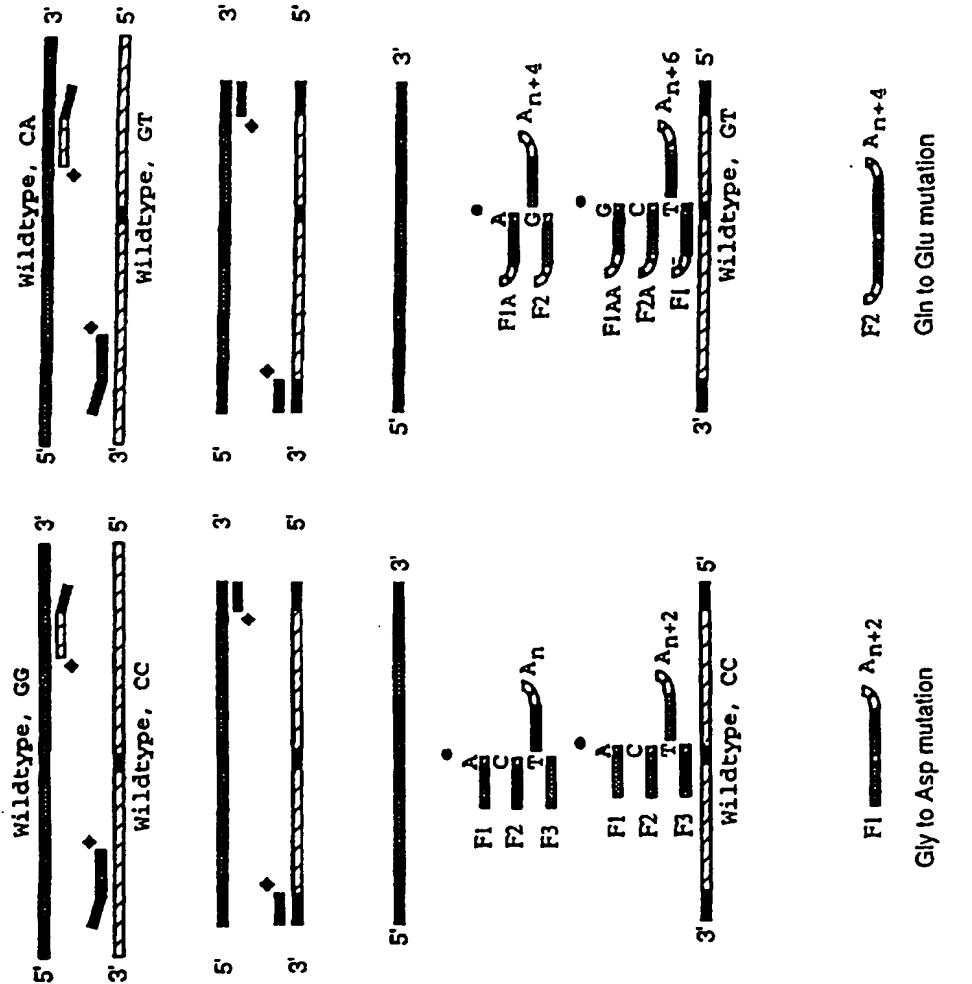 Wildtype, GG
5' 3'
3' 5'
Wildtype, CC
5' 3'
3' 5'
5' 3'
F1 A
F2 C
F3 T An
F1 A
F2 C
F3 T An+2
3' 5'
Wildtype, CC
F1 An+2
Gly to Asp mutation
Wildtype, CA
5' 3'
3' 5'
Wildtype, GT
5' 3'
3' 5'
5' 3'
F1A A
F2 G An+4
F1AA G
F2A C
F1 T An+6
3' 5'
Wildtype, GT
F2 An+4
Gln to Glu mutation